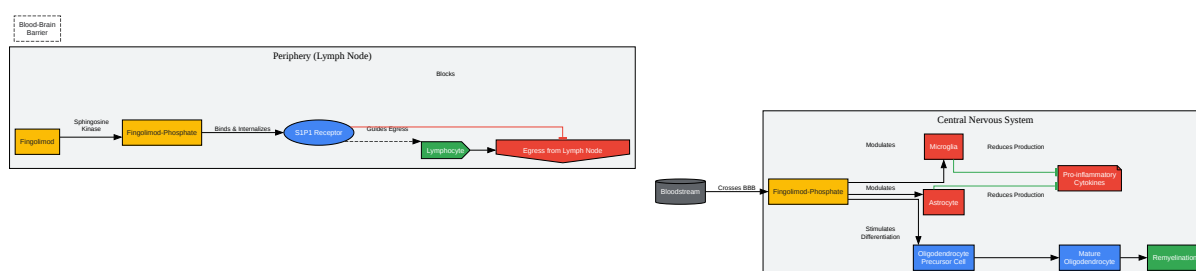 Blood-Brain
Barrier
Periphery (Lymph Node)
Blocks
Sphingosine
Kinase
Fingolimod
Fingolimod-Phosphate
Binds & Internalizes
S1P1 Receptor
Guides Egress
Lymphocyte
Egress from Lymph Node
Central Nervous System
Bloodstream
Crosses BBB
Fingolimod-Phosphate
Modulates
Microglia
Reduces Production
Modulates
Astrocyte
Reduces Production
Pro-inflammatory
Cytokines
Stimulates
Differentiation
Oligodendrocyte
Precursor Cell
Mature
Oligodendrocyte
Remyelination